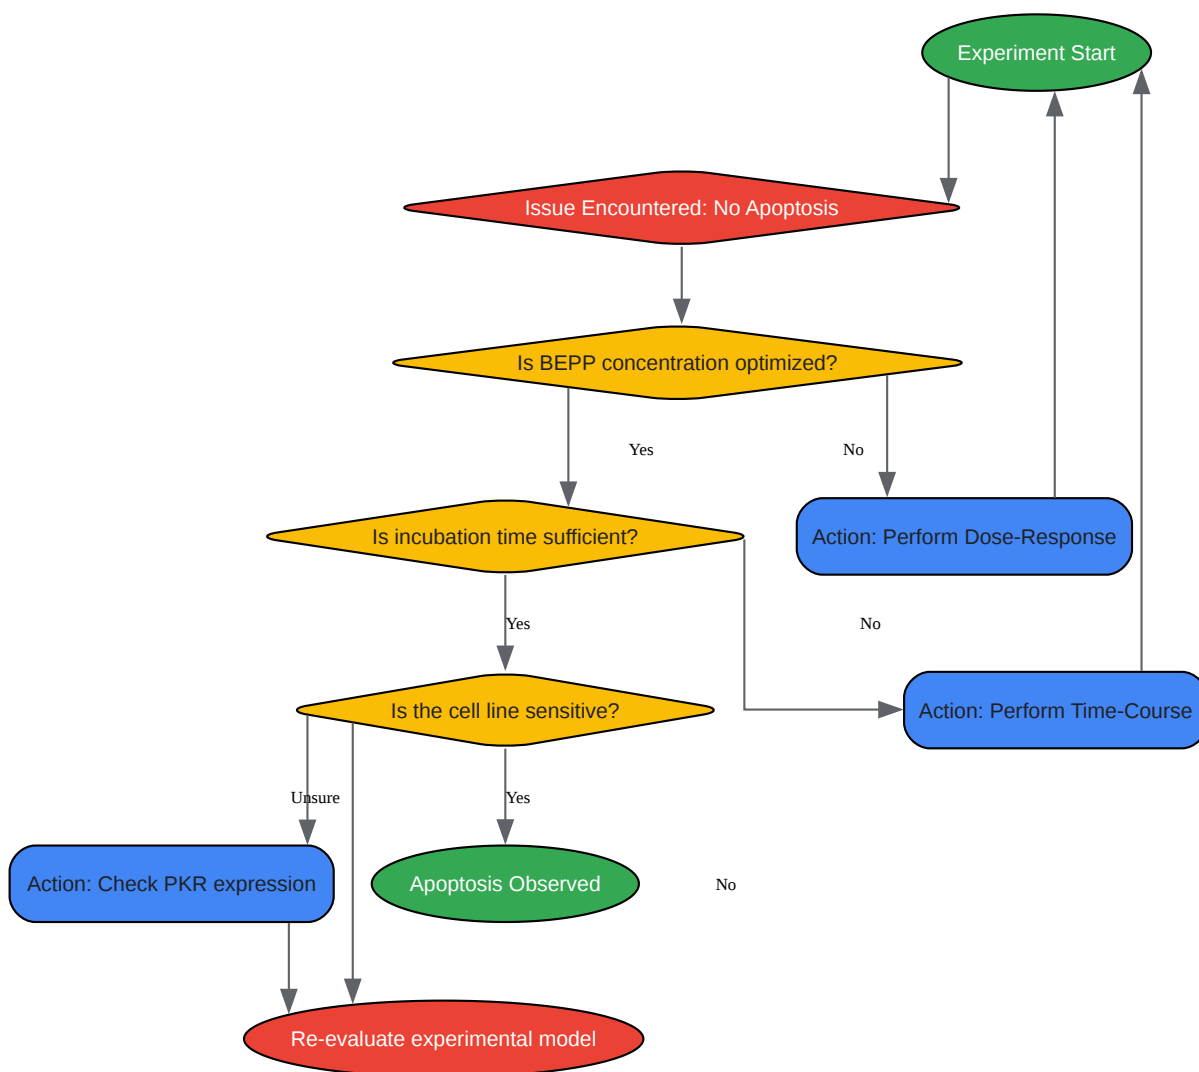 Experiment Start
Issue Encountered: No Apoptosis
Is BEPP concentration optimized?
Yes
No
Is incubation time sufficient?
Action: Perform Dose-Response
Yes
No
Is the cell line sensitive?
Action: Perform Time-Course
Unsure
Yes
Action: Check PKR expression
Apoptosis Observed
No
Re-evaluate experimental model